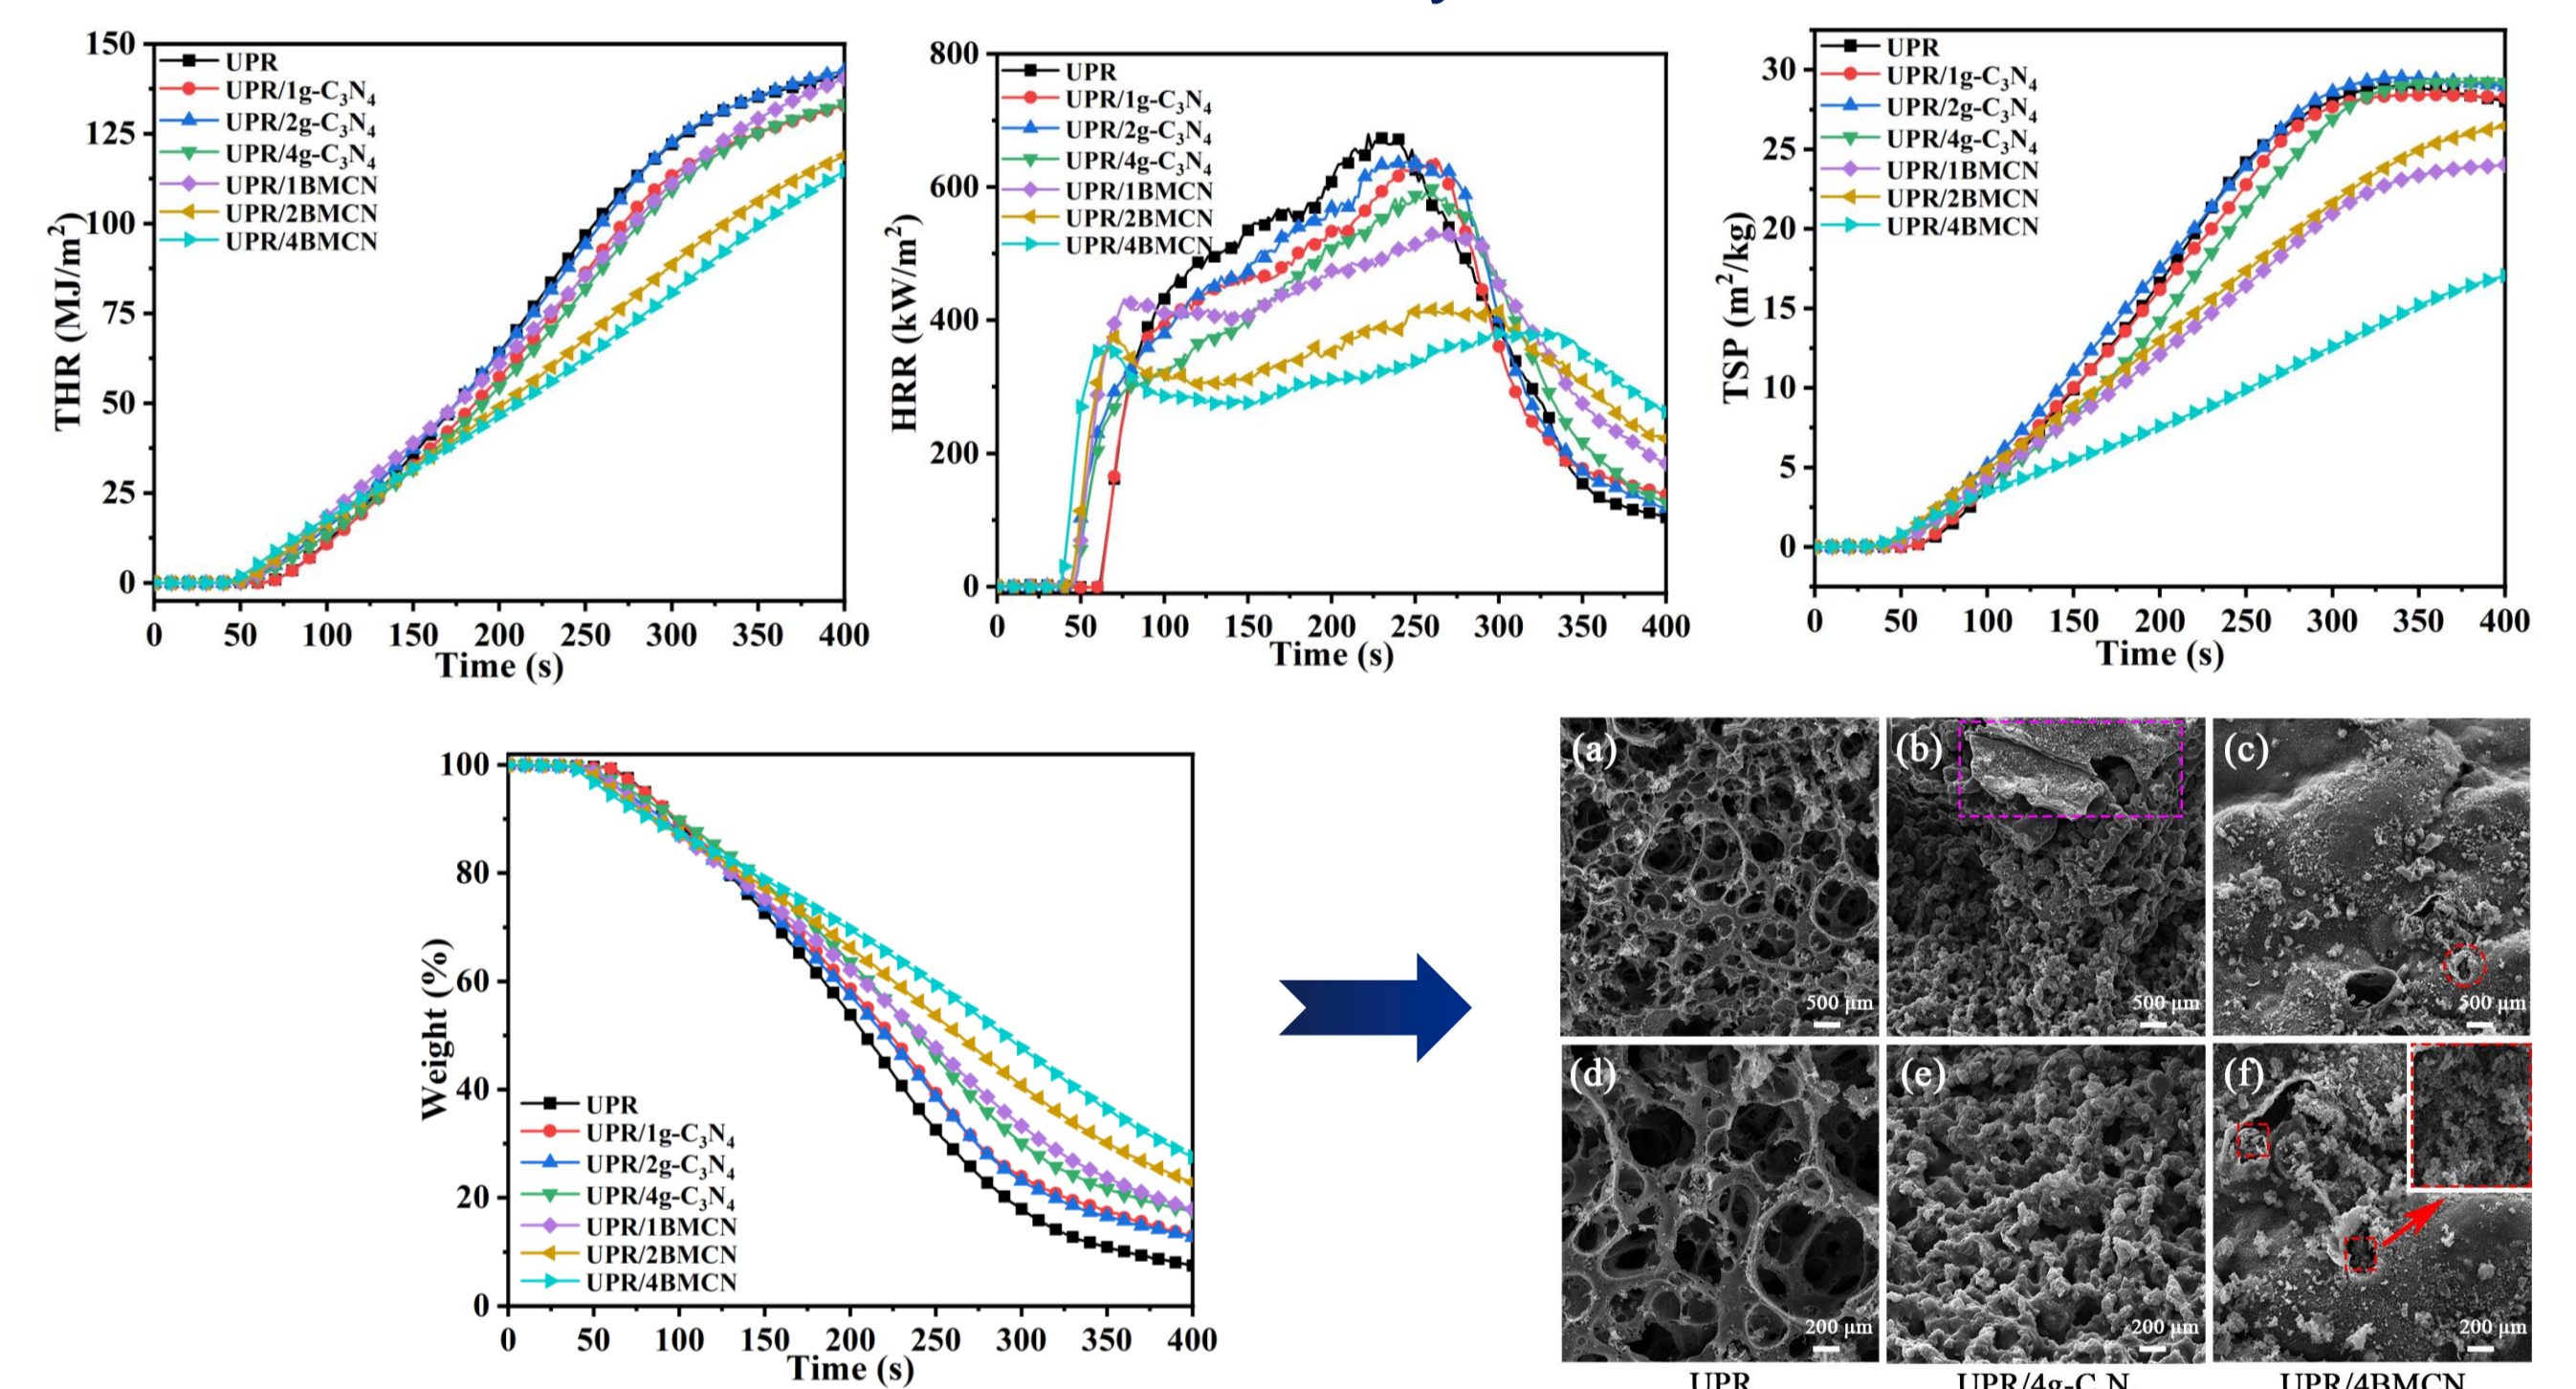 150
125
100
75
50
25
0
THR (MJ/m²)
UPR
UPR/1g-C₃N₄
UPR/2g-C₃N₄
UPR/4g-C₃N₄
UPR/1BMCN
UPR/2BMCN
UPR/4BMCN
0 50 100 150 200 250 300 350 400
Time (s)
800
600
400
200
0
HRR (kW/m²)
UPR
UPR/1g-C₃N₄
UPR/2g-C₃N₄
UPR/4g-C₃N₄
UPR/1BMCN
UPR/2BMCN
UPR/4BMCN
0 50 100 150 200 250 300 350 400
Time (s)
30
25
20
15
10
5
0
TSP (m²/kg)
UPR
UPR/1g-C₃N₄
UPR/2g-C₃N₄
UPR/4g-C₃N₄
UPR/1BMCN
UPR/2BMCN
UPR/4BMCN
0 50 100 150 200 250 300 350 400
Time (s)
100
80
60
40
20
0
Weight (%)
UPR
UPR/1g-C₃N₄
UPR/2g-C₃N₄
UPR/4g-C₃N₄
UPR/1BMCN
UPR/2BMCN
UPR/4BMCN
0 50 100 150 200 250 300 350 400
Time (s)
(a) (b) (c)
500 μm 500 μm 500 μm
(d) (e) (f)
200 μm 200 μm 200 μm
UPR UPR/4g-C₃N₄ UPR/4BMCN